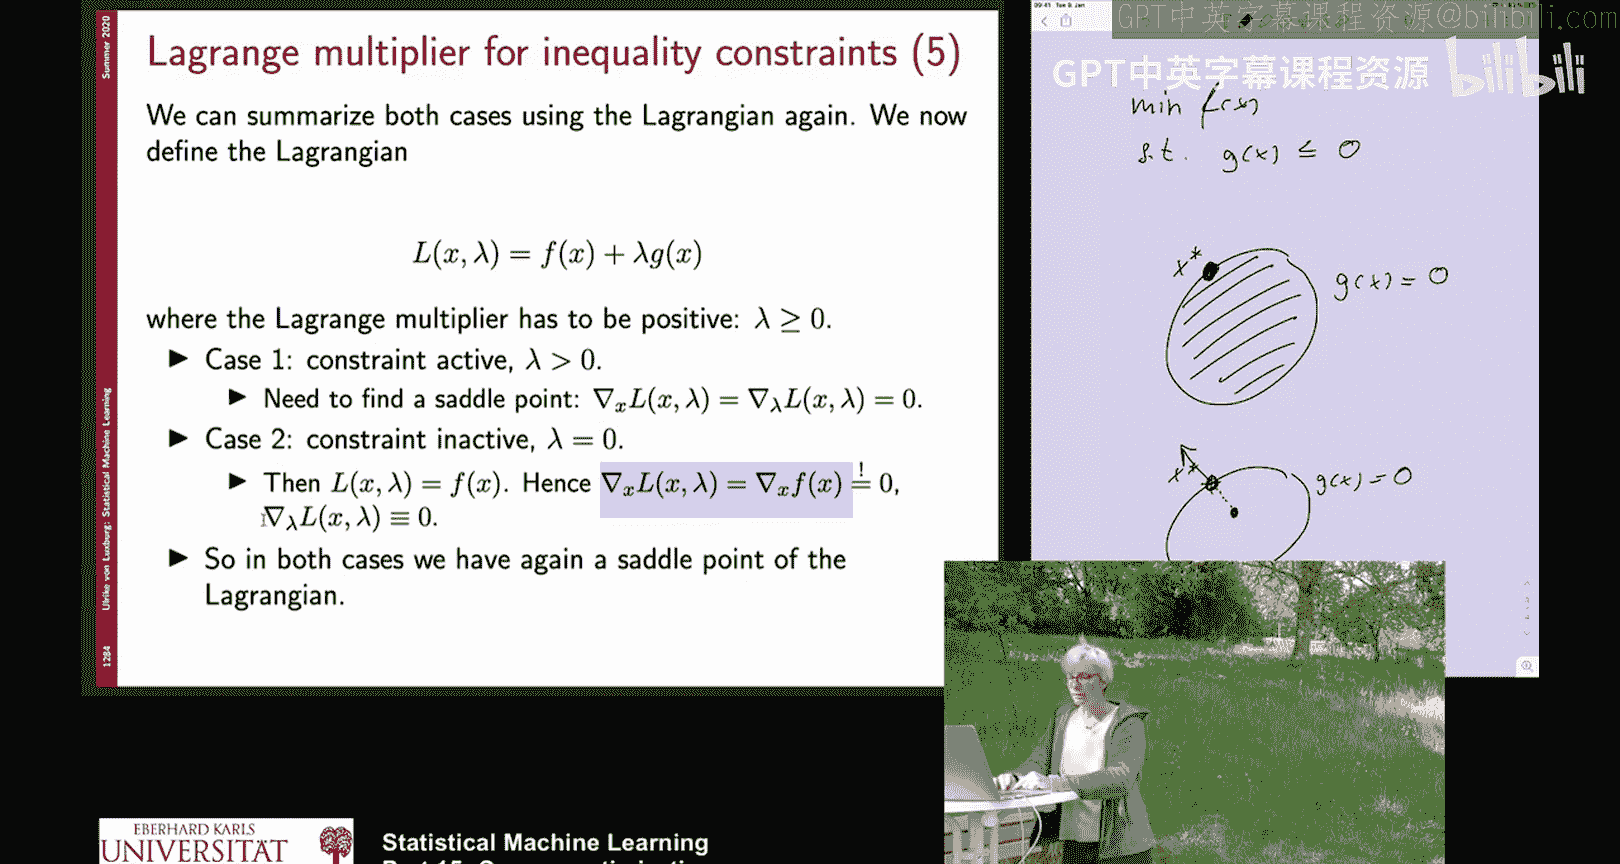 Summer 2020
Lagrange multiplier for inequality constraints (5)
We can summarize both cases using the Lagrangian again. We now
define the Lagrangian
L(x, λ) = f(x) + λg(x)
where the Lagrange multiplier has to be positive: λ ≥ 0.
▶ Case 1: constraint active, λ > 0.
▶ Need to find a saddle point: ∇ₓL(x, λ) = ∇_λL(x, λ) = 0.
▶ Case 2: constraint inactive, λ = 0.
▶ Then L(x, λ) = f(x). Hence ∇ₓL(x, λ) = ∇ₓf(x) =! 0,
∇_λL(x, λ) ≡ 0.
▶ So in both cases we have again a saddle point of the
Lagrangian.
Ulrike von Luxburg: Statistical Machine Learning
1284
GPT中英字幕课程资源@bilibili.com
GPT中英字幕课程资源 bilibili
min f(x)
s.t. g(x) ≤ 0
x*
g(x) = 0
x*
g(x) = 0
EBERHARD KARLS
UNIVERSITÄT
Statistical Machine Learning